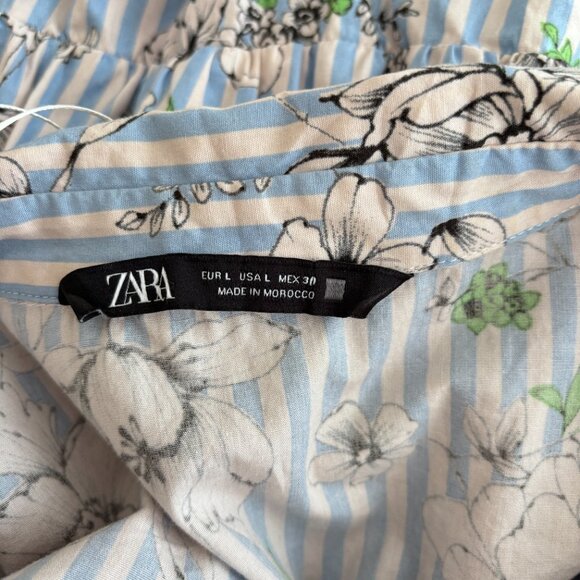 ZARA
EUR L USA L MEX 30
MADE IN MOROCCO